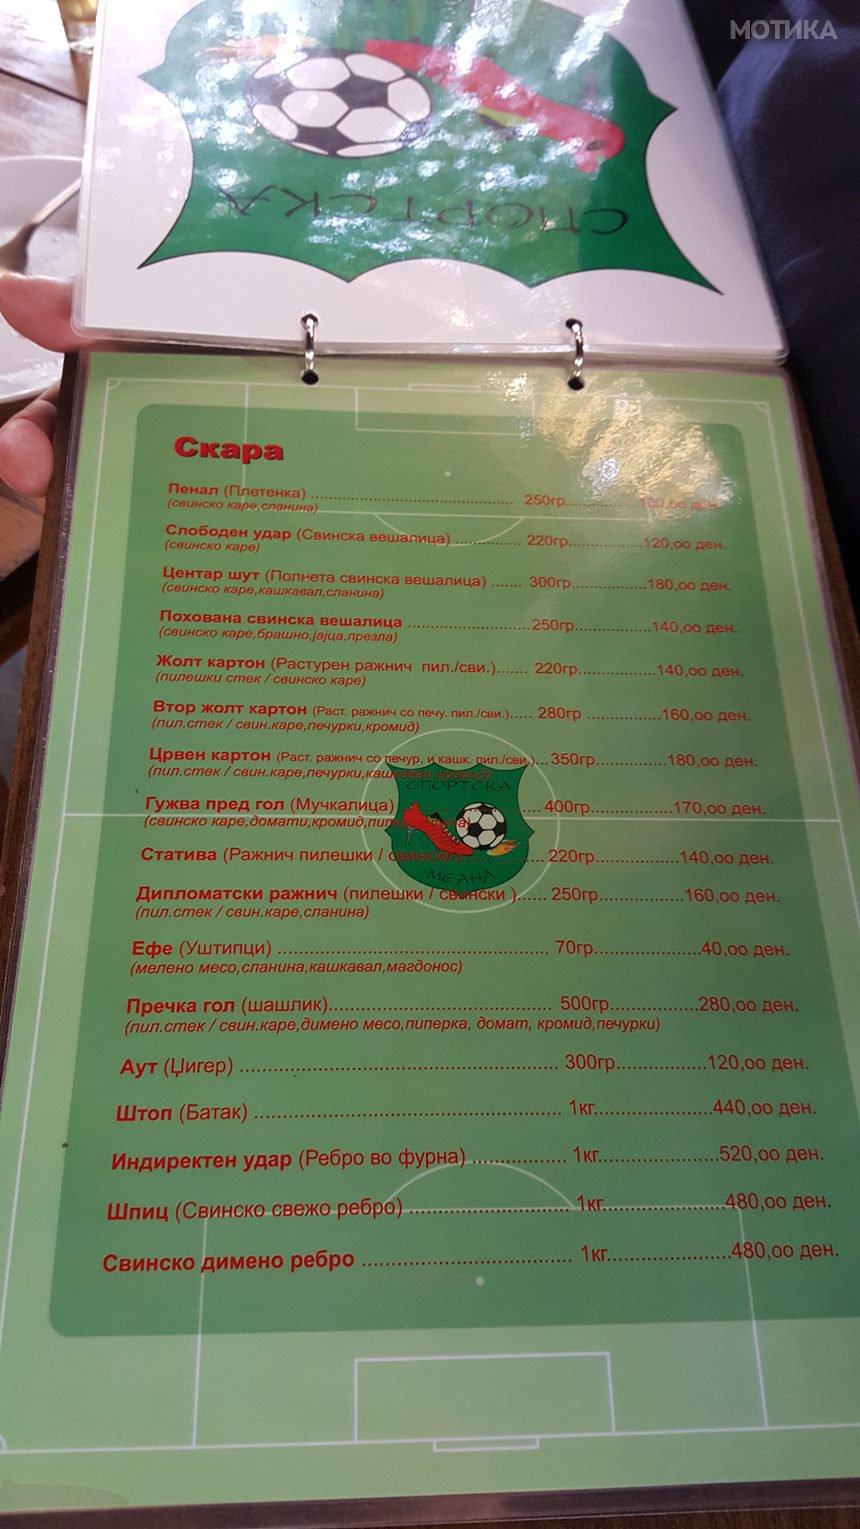 МОТИКА
СПОРТСКА
Скара
Пенал (Плетенка) ........ 250гр........ ден.
(свинско каре,сланина)
Слободен удар (Свинска вешалица) ........ 220гр........120,оо ден.
(свинско каре)
Центар шут (Полнета свинска вешалица) ....... 300гр........180,оо ден.
(свинско каре,кашкавал,сланина)
Похована свинска вешалица ........250гр........140,оо ден.
(свинско каре,брашно,јајца,презла)
Жолт картон (Растурен ражнич пил./сви.)....... 220гр........140,оо ден.
(пилешки стек / свинско каре)
Втор жолт картон (Раст. ражнич со печу. пил./сви.)..... 280гр ........160,оо ден.
(пил.стек / свин.каре,печурки,кромид)
Црвен картон (Раст. ражнич со печур. и кашк. пил./сви.)...350гр........180,оо ден.
(пил.стек / свин.каре,печурки,кашкавал,кромид)
СПОРТСКА
Гужва пред гол (Мучкалица) ........ 400гр........170,оо ден.
(свинско каре,домати,кромид,
Статива (Ражнич пилешки / свински)........ 220гр........140,оо ден.
МЕАНА
Дипломатски ражнич (пилешки / свински )...... 250гр........160,оо ден.
(пил.стек / свин.каре,сланина)
Ефе (Уштипци) ........ 70гр........40,оо ден.
(мелено месо,сланина,кашкавал,магдонос)
Пречка гол (шашлик)........ 500гр........280,оо ден.
(пил.стек / свин.каре,димено месо,пиперка, домат, кромид,печурки)
Аут (Џигер) ........ 300гр........120,оо ден.
Штоп (Батак) ........ 1кг........440,оо ден.
Индиректен удар (Ребро во фурна) ........ 1кг........520,оо ден.
Шпиц (Свинско свежо ребро) ........ 1кг........480,оо ден.
Свинско димено ребро ........ 1кг........480,оо ден.